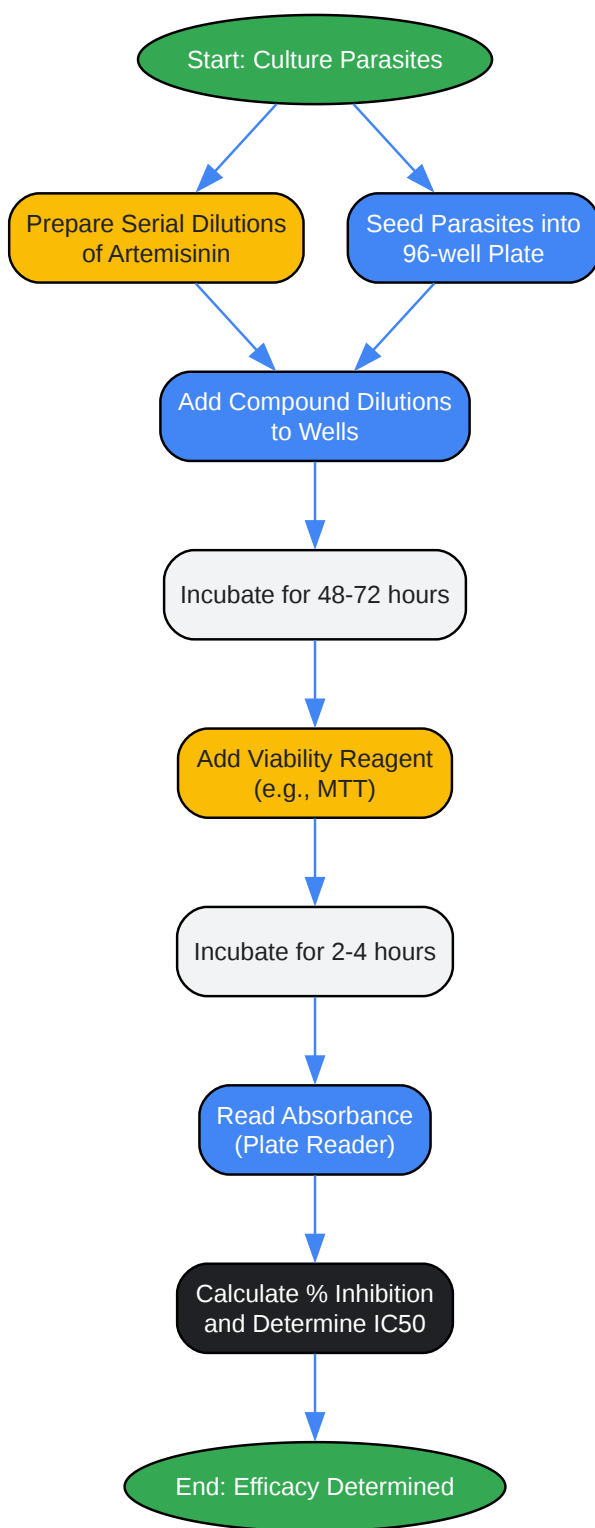 Start: Culture Parasites
Prepare Serial Dilutions
of Artemisinin
Seed Parasites into
96-well Plate
Add Compound Dilutions
to Wells
Incubate for 48-72 hours
Add Viability Reagent
(e.g., MTT)
Incubate for 2-4 hours
Read Absorbance
(Plate Reader)
Calculate % Inhibition
and Determine IC50
End: Efficacy Determined